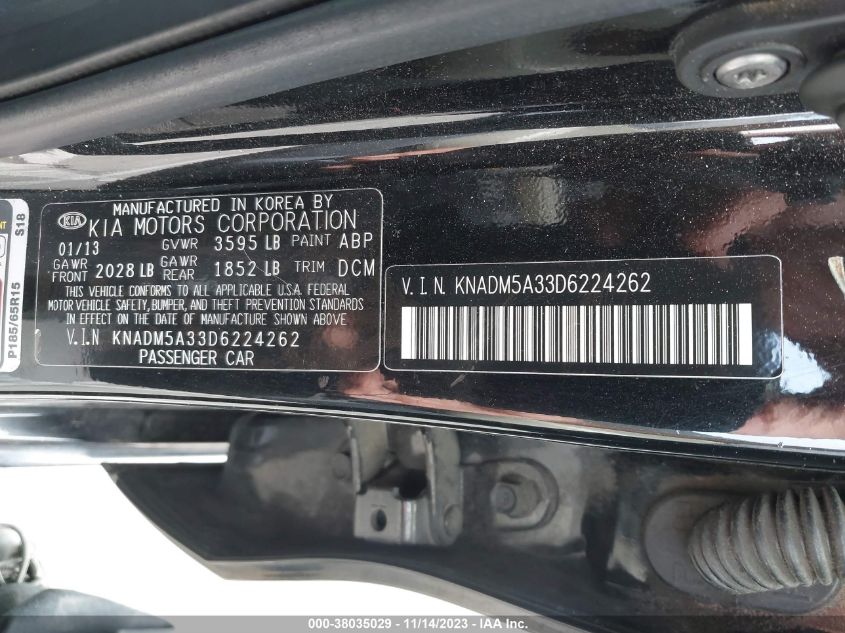 MANUFACTURED IN KOREA BY
KIA KIA MOTORS CORPORATION
01/13 GVWR 3595 LB PAINT ABP
GAWR FRONT 2028 LB GAWR REAR 1852 LB TRIM DCM
THIS VEHICLE CONFORMS TO ALL APPLICABLE U.S.A FEDERAL
MOTOR VEHICLE SAFETY, BUMPER, AND THEFT PREVENTION STANDARDS
IN EFFECT ON THE DATE OF MANUFACTURE SHOWN ABOVE
V.I.N KNADM5A33D6224262
PASSENGER CAR
V.I.N. KNADM5A33D6224262
S18
P185/65R15
000-38035029 - 11/14/2023 - IAA Inc.